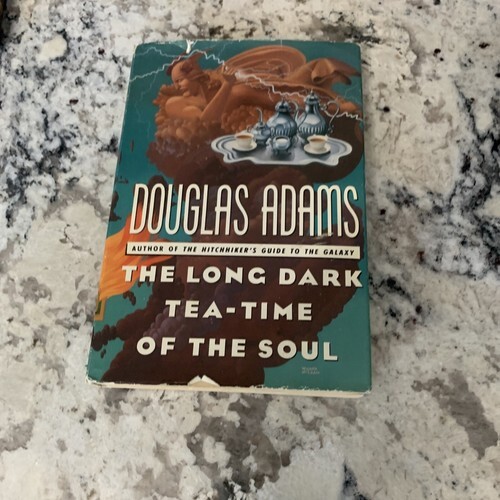 DOUGLAS ADAMS
AUTHOR OF THE HITCHHIKER'S GUIDE TO THE GALAXY
THE LONG DARK
TEA-TIME
OF THE SOUL